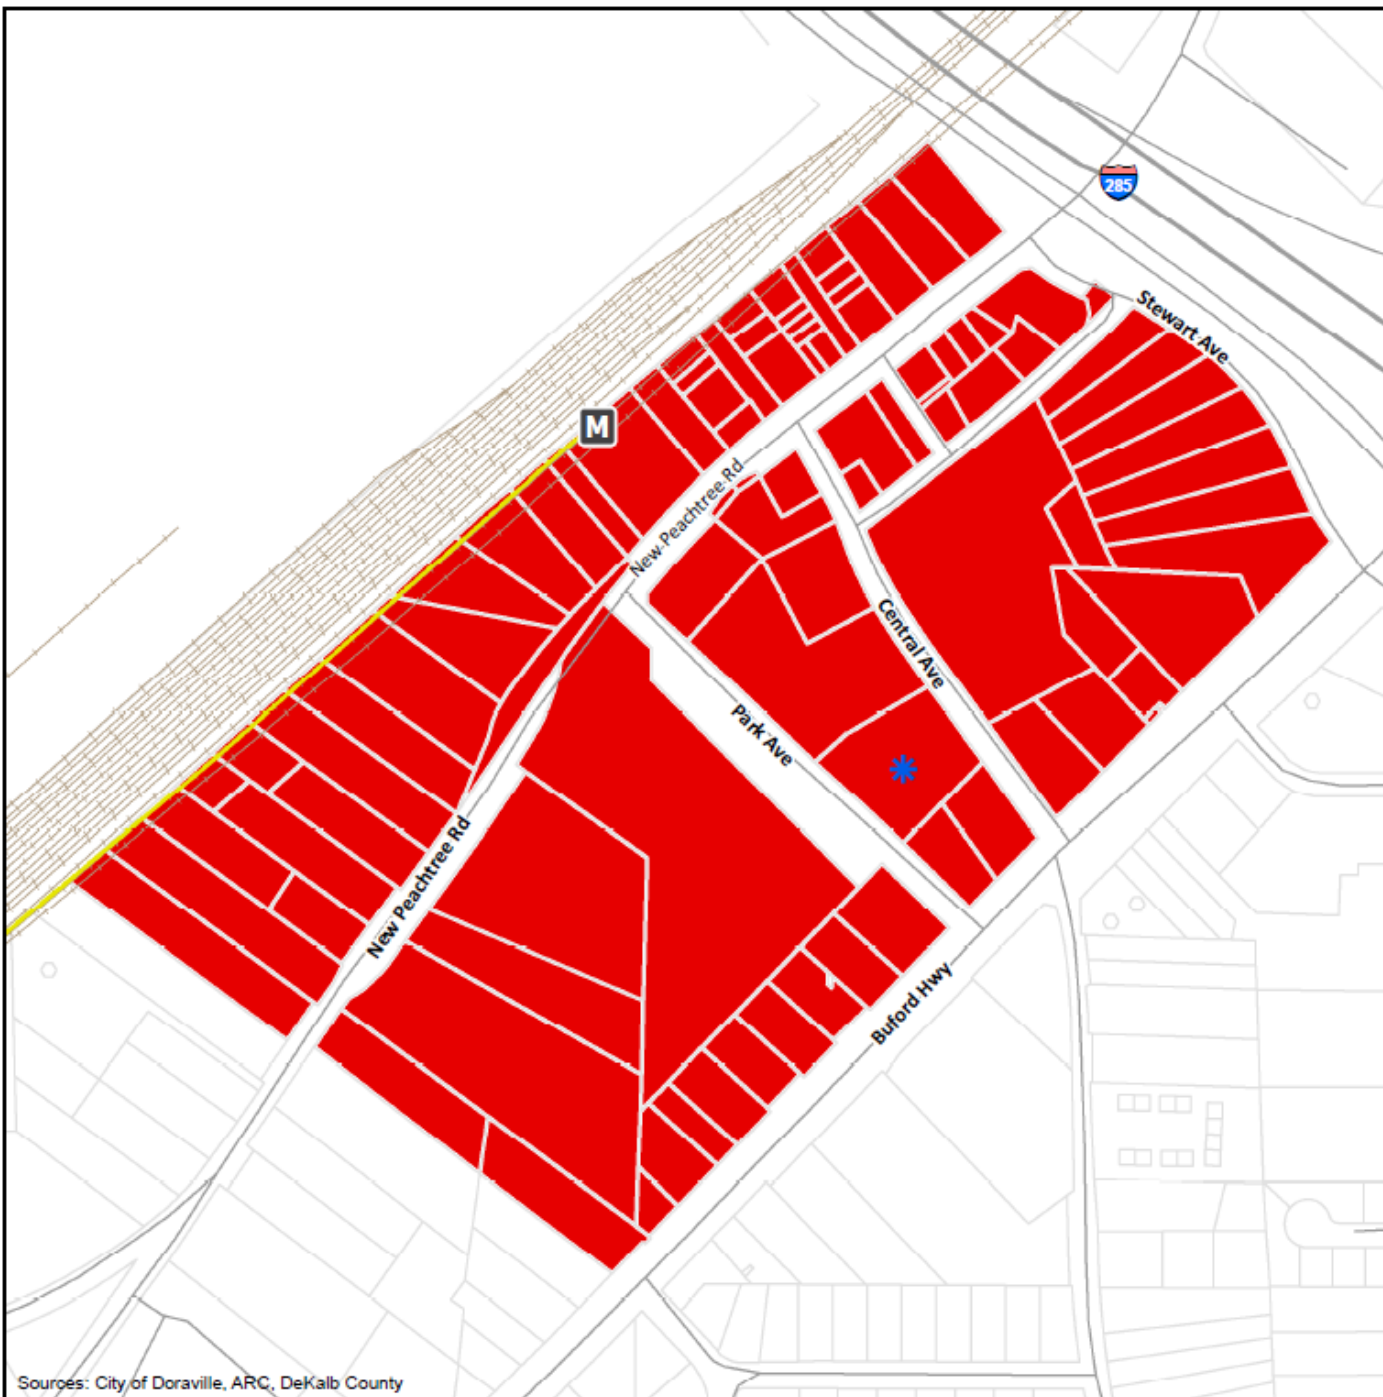 285
Stewart Ave
M
New Peachtree Rd
Central Ave
Park Ave
New Peachtree Rd
Buford Hwy
Sources: City of Doraville, ARC, DeKalb County